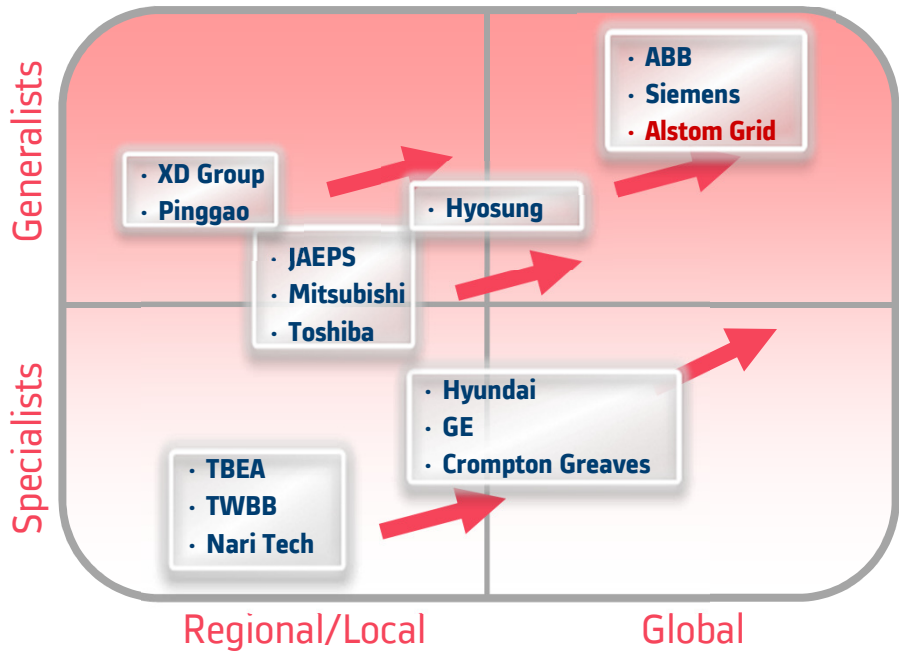 Generalists
Specialists
· ABB
· Siemens
· Alstom Grid
· XD Group
· Pinggao
· Hyosung
· JAEPS
· Mitsubishi
· Toshiba
· Hyundai
· GE
· Crompton Greaves
· TBEA
· TWBB
· Nari Tech
Regional/Local
Global